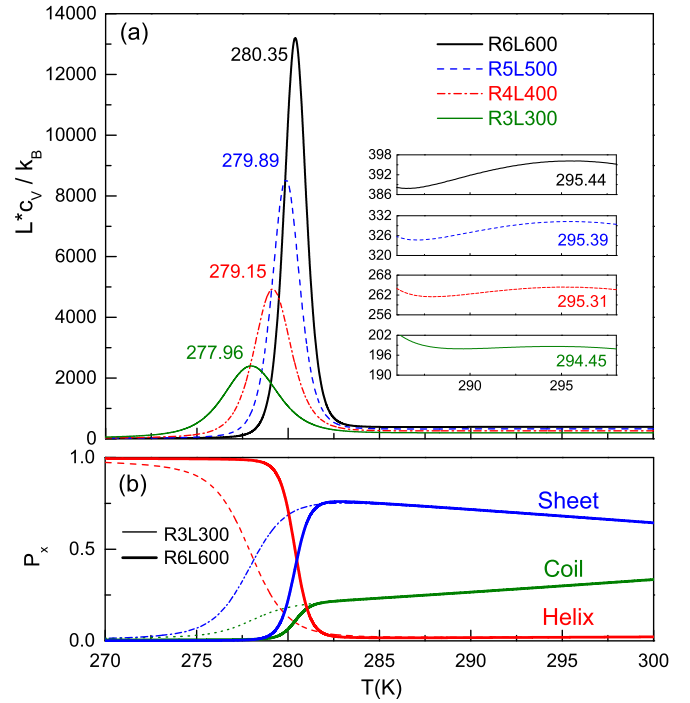 (a)
14000
12000
10000
8000
6000
4000
2000
0
L*c_V / k_B
280.35
279.89
279.15
277.96
R6L600
R5L500
R4L400
R3L300
398
392
386
295.44
332
326
320
295.39
268
262
256
295.31
202
196
190
294.45
290 295
(b)
1.0
0.5
0.0
P_x
R3L300
R6L600
Sheet
Coil
Helix
270 275 280 285 290 295 300
T(K)